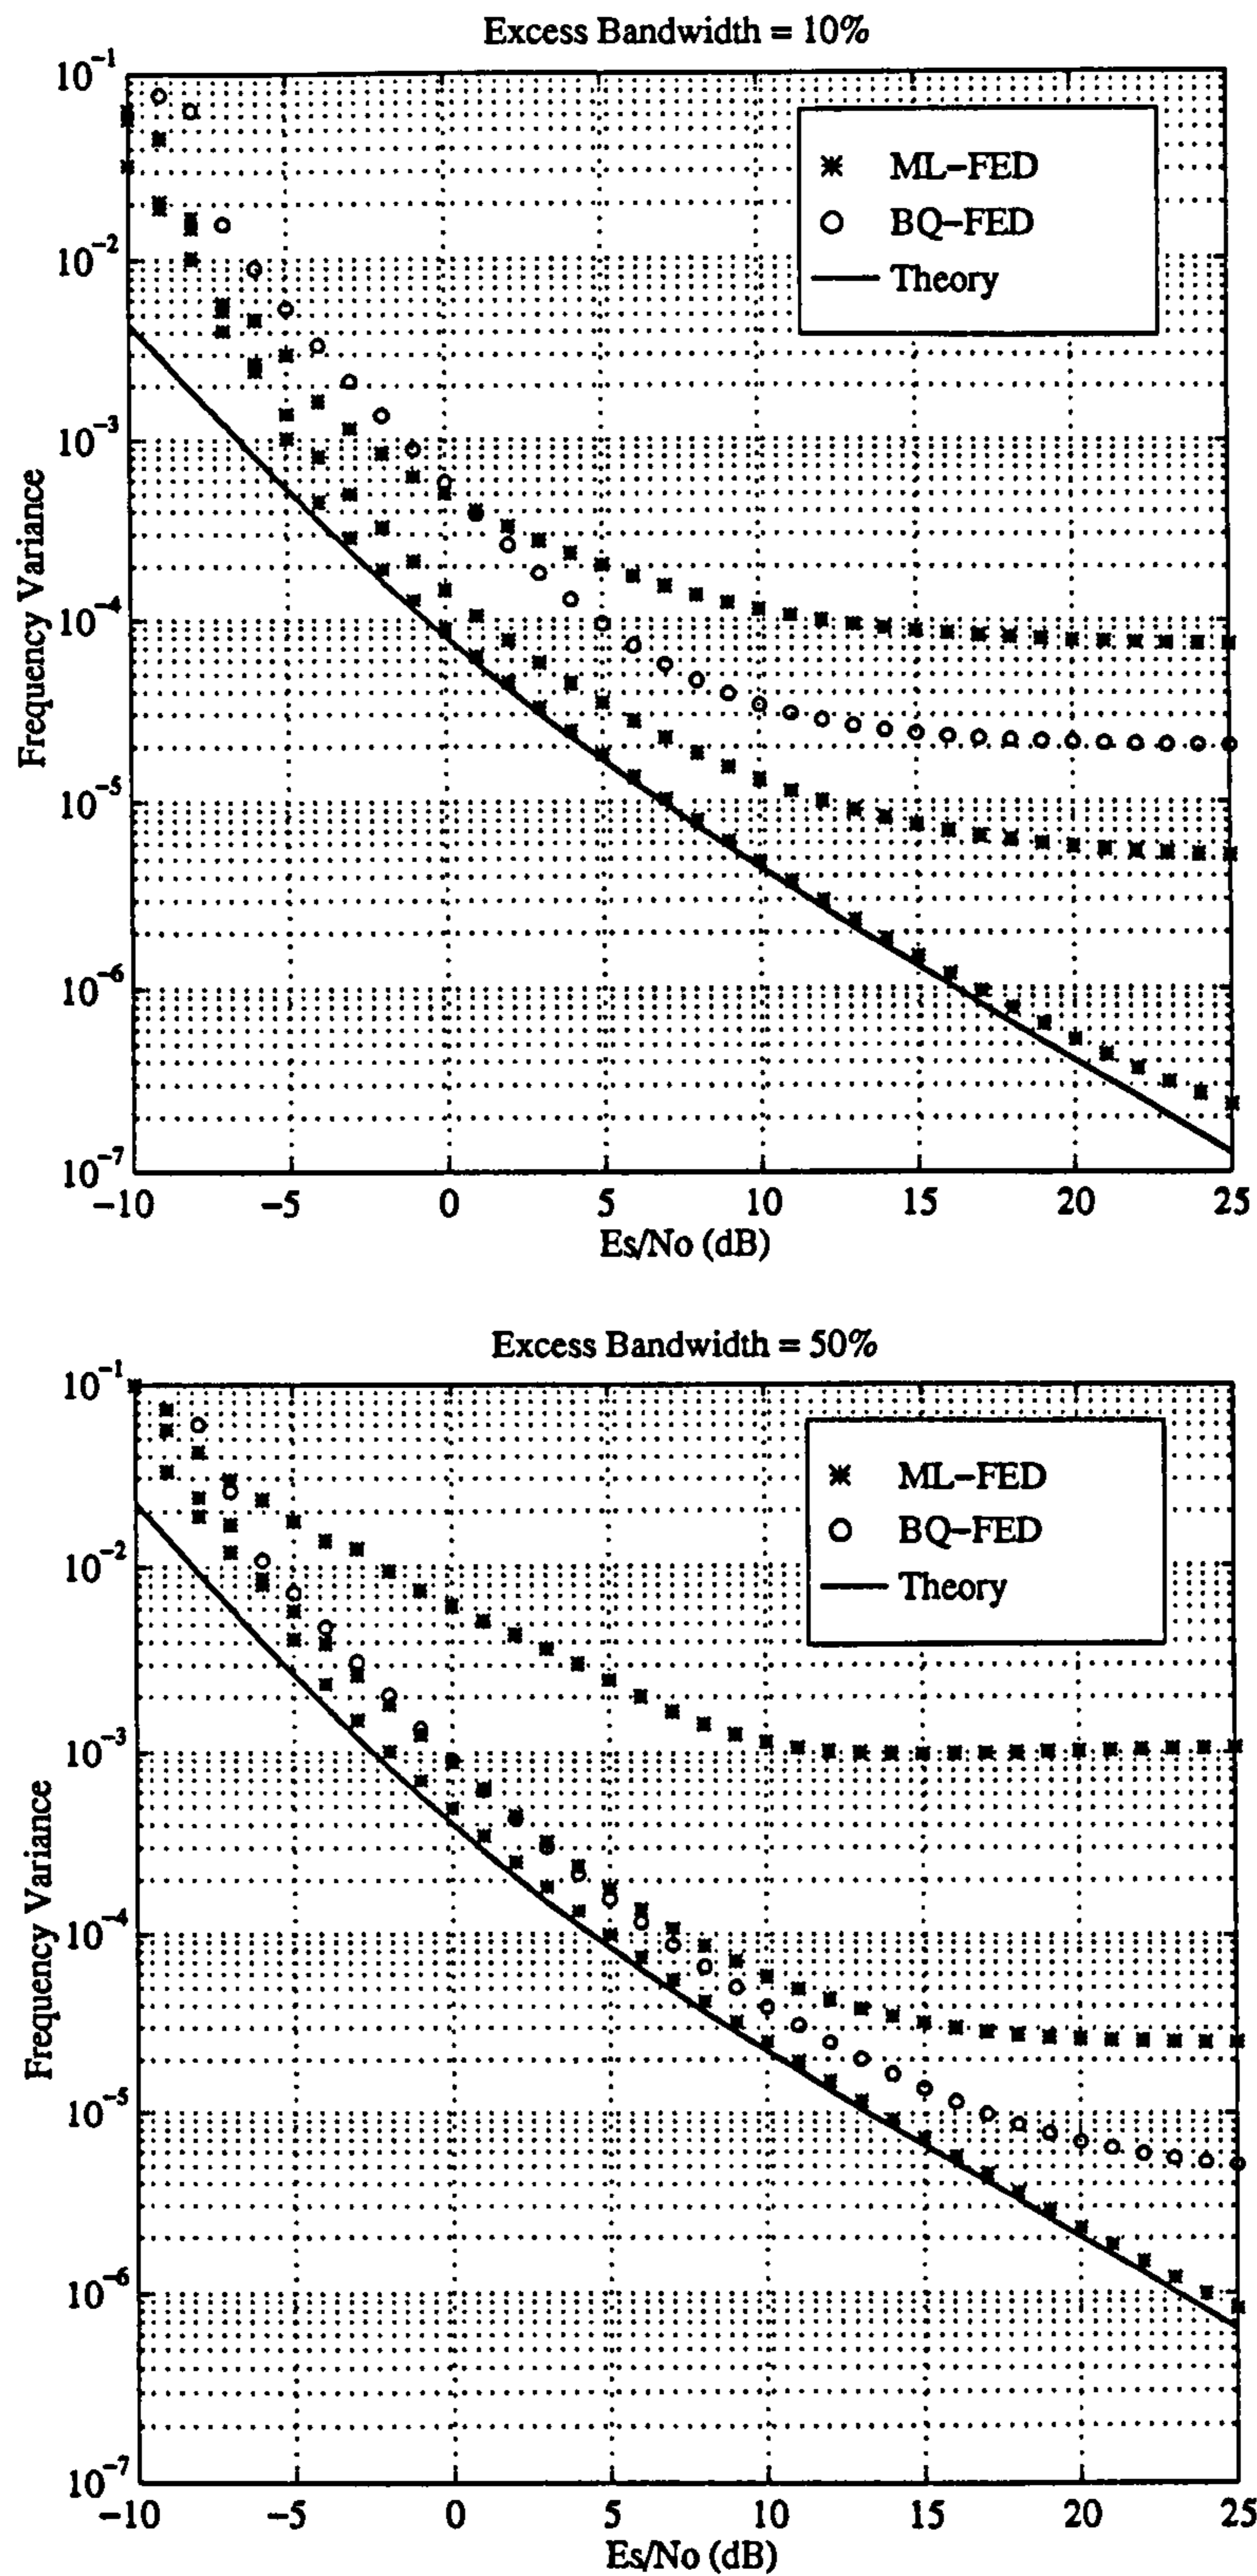 Excess Bandwidth = 10%
10^-1
10^-2
10^-3
10^-4
10^-5
10^-6
10^-7
Frequency Variance
ML-FED
BQ-FED
Theory
-10 -5 0 5 10 15 20 25
Es/No (dB)
Excess Bandwidth = 50%
10^-1
10^-2
10^-3
10^-4
10^-5
10^-6
10^-7
Frequency Variance
ML-FED
BQ-FED
Theory
-10 -5 0 5 10 15 20 25
Es/No (dB)